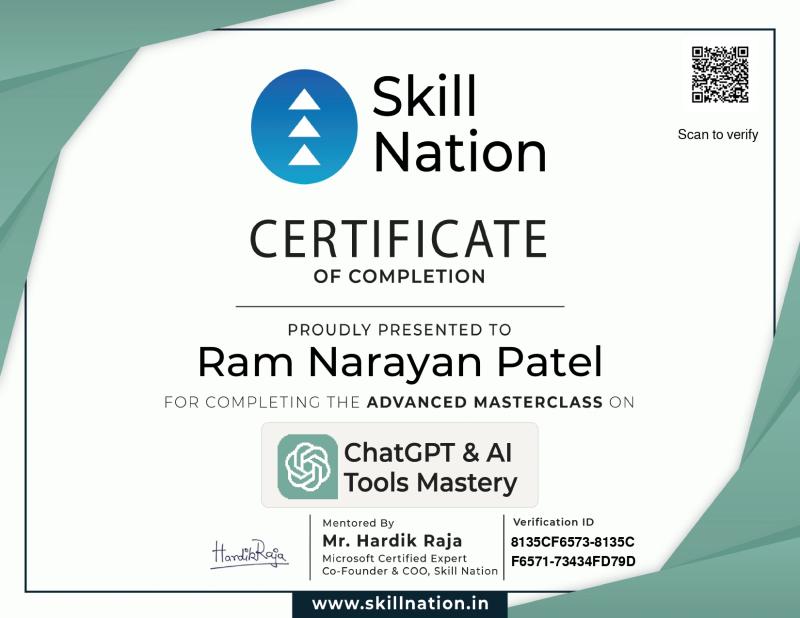 Skill
Nation
Scan to verify
CERTIFICATE
OF COMPLETION
PROUDLY PRESENTED TO
Ram Narayan Patel
FOR COMPLETING THE ADVANCED MASTERCLASS ON
ChatGPT & AI
Tools Mastery
HardikRaja
Mentored By
Mr. Hardik Raja
Microsoft Certified Expert
Co-Founder & COO, Skill Nation
Verification ID
8135CF6573-8135C
F6571-73434FD79D
www.skillnation.in